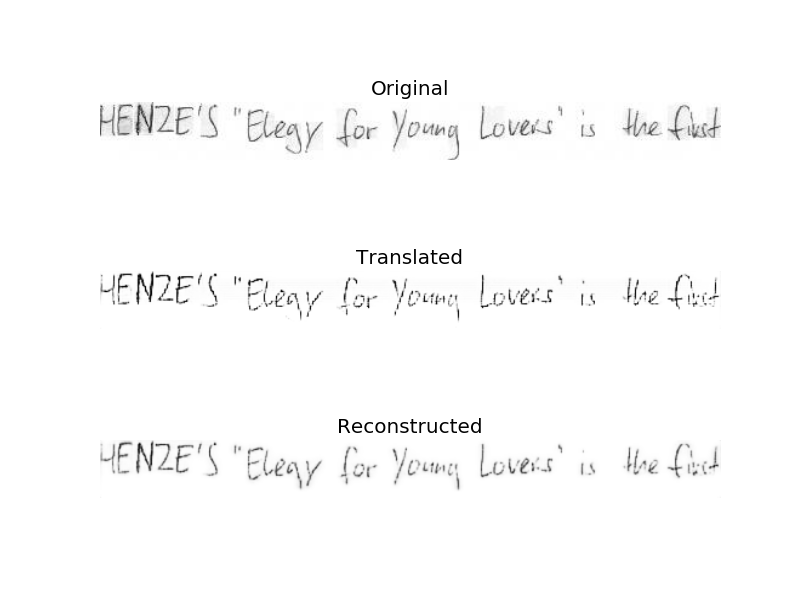 Original
HENZE'S "Elegy for Young Lovers" is the first
Translated
HENZE'S "Elegy for Young Lovers" is the first
Reconstructed
HENZE'S "Elegy for Young Lovers" is the first